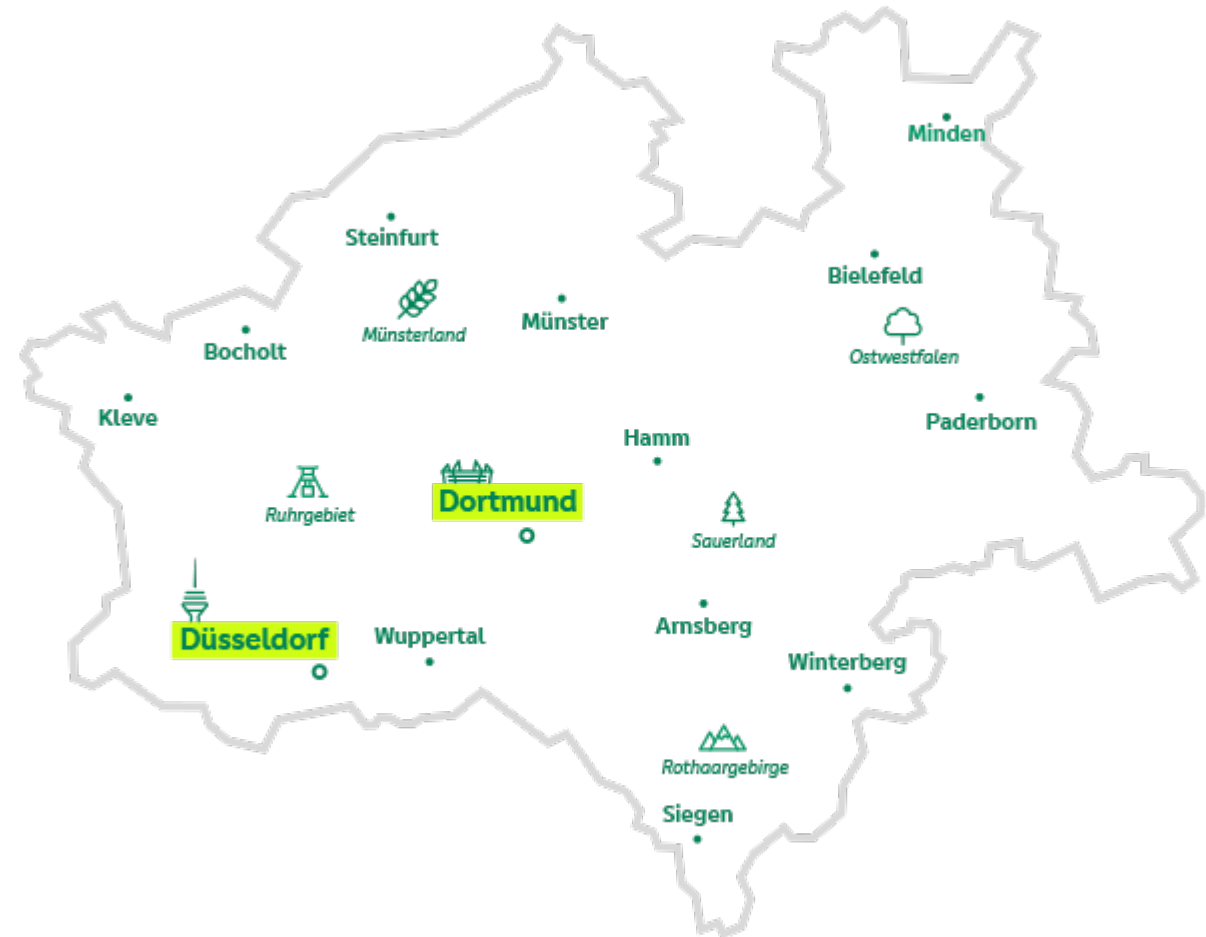 Minden
Steinfurt
Bielefeld
Münsterland
Münster
Bocholt
Ostwestfalen
Kleve
Paderborn
Hamm
Dortmund
Ruhrgebiet
Sauerland
Düsseldorf
Wuppertal
Arnsberg
Winterberg
Rothaargebirge
Siegen